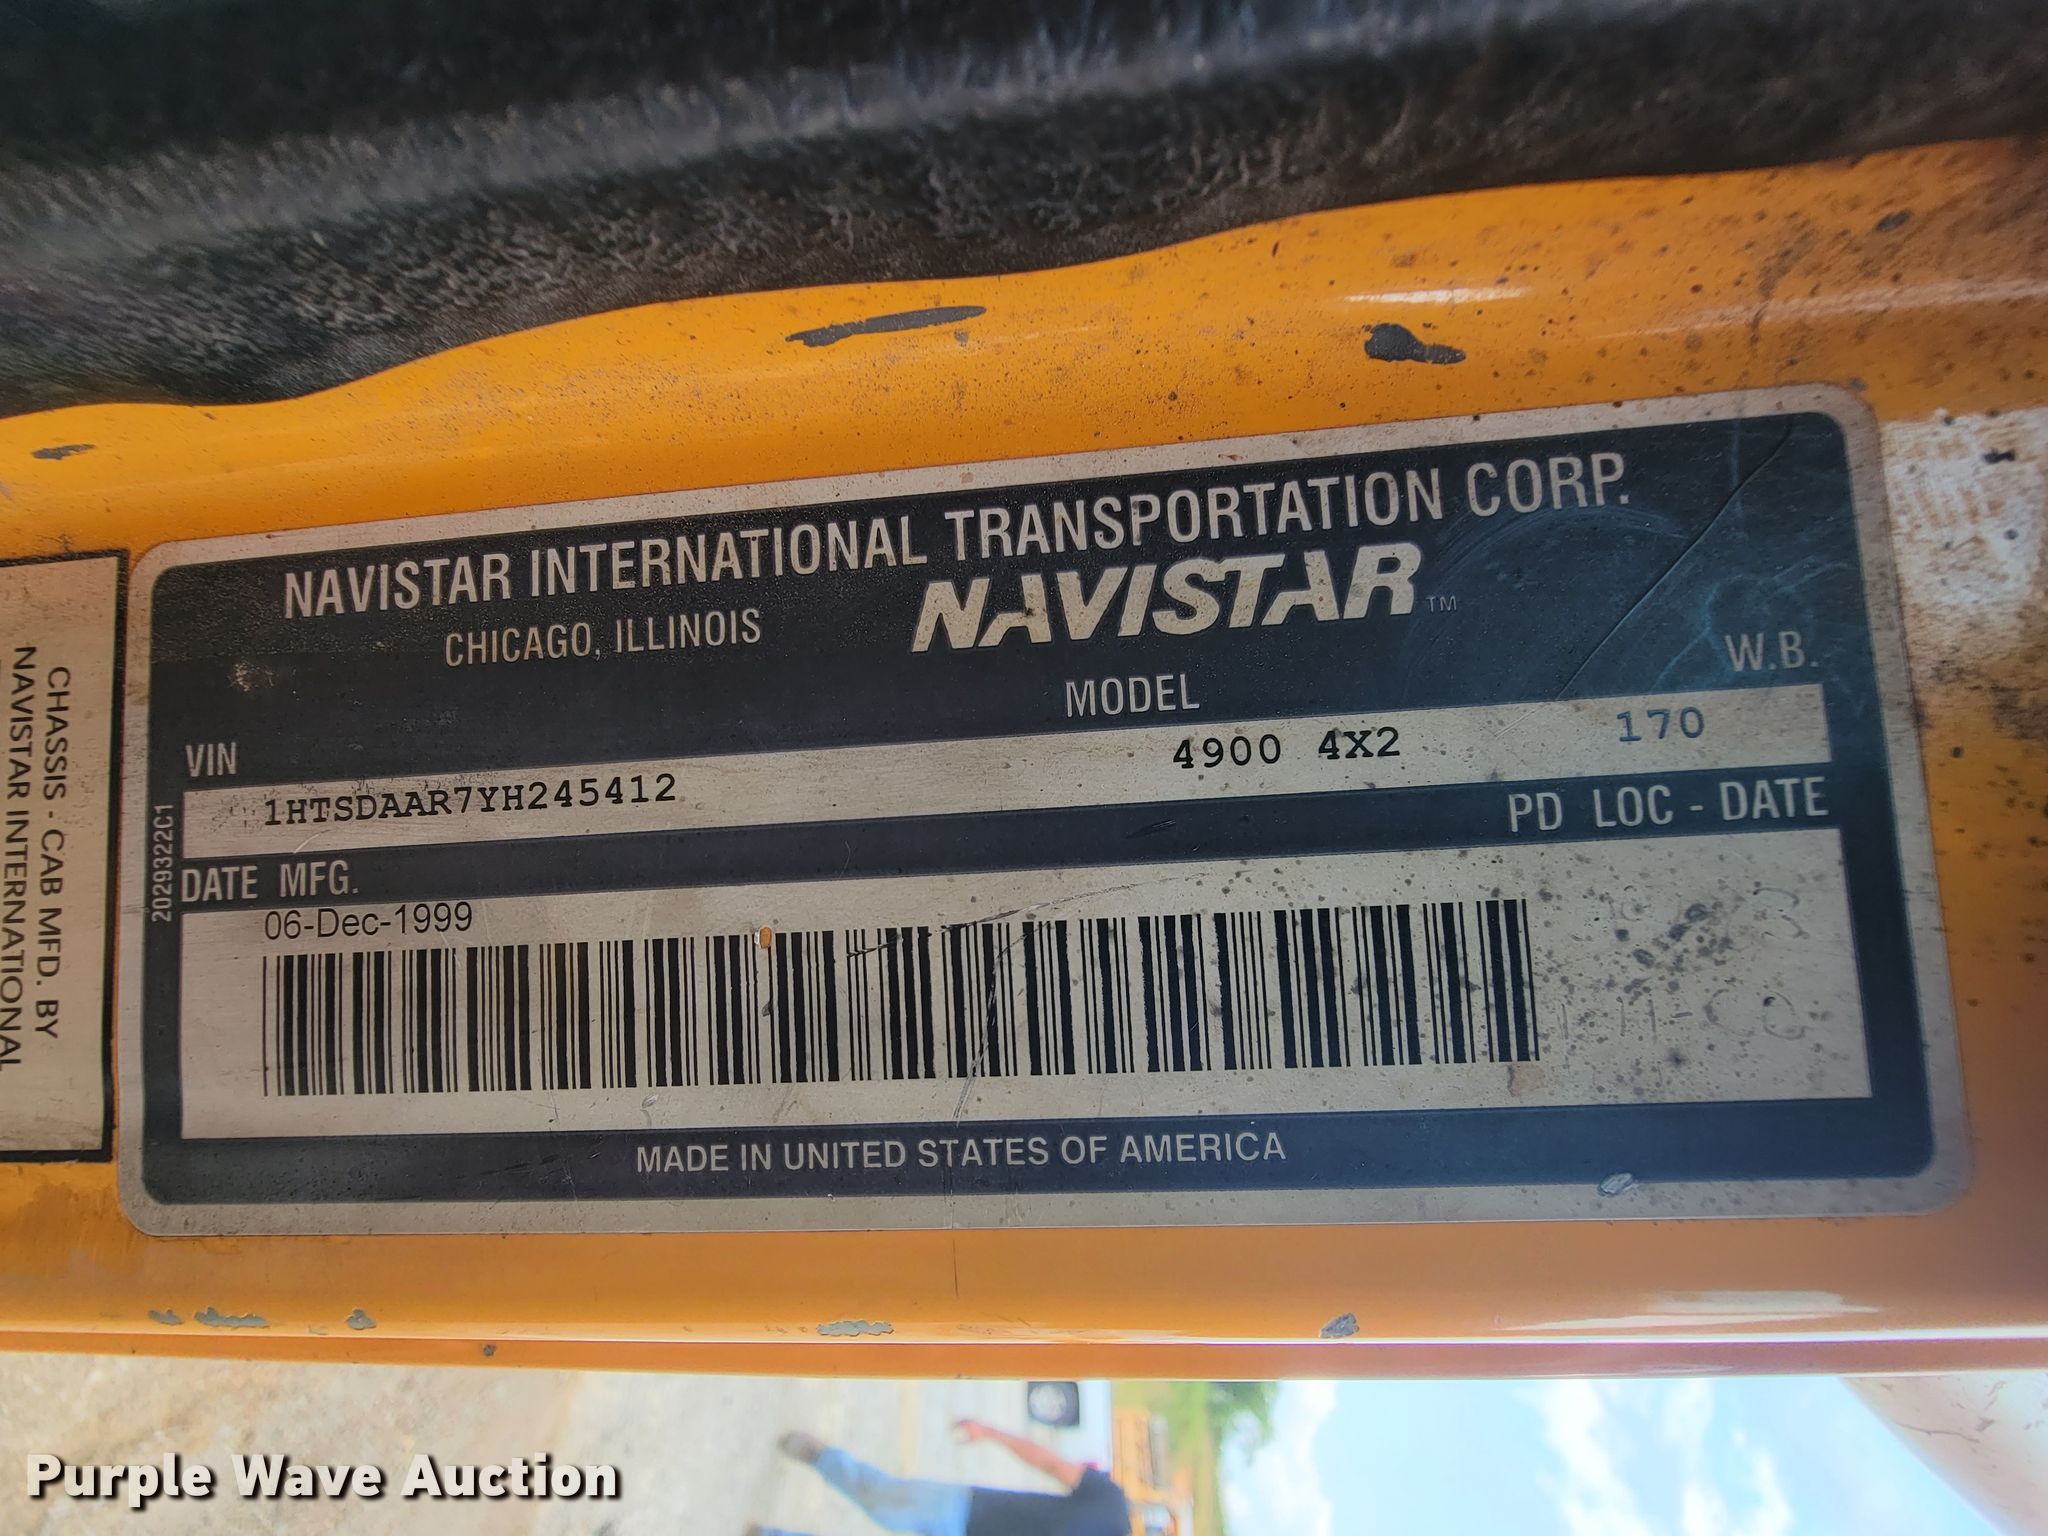 NAVISTAR INTERNATIONAL TRANSPORTATION CORP.
CHICAGO, ILLINOIS
NAVISTAR™
VIN
MODEL
W.B.
1HTSDAAR7YH245412
4900 4X2
170
DATE MFG.
PD LOC - DATE
06-Dec-1999
2029322C1
MADE IN UNITED STATES OF AMERICA
CHASSIS - CAB MFD. BY
NAVISTAR INTERNATIONAL
Purple Wave Auction